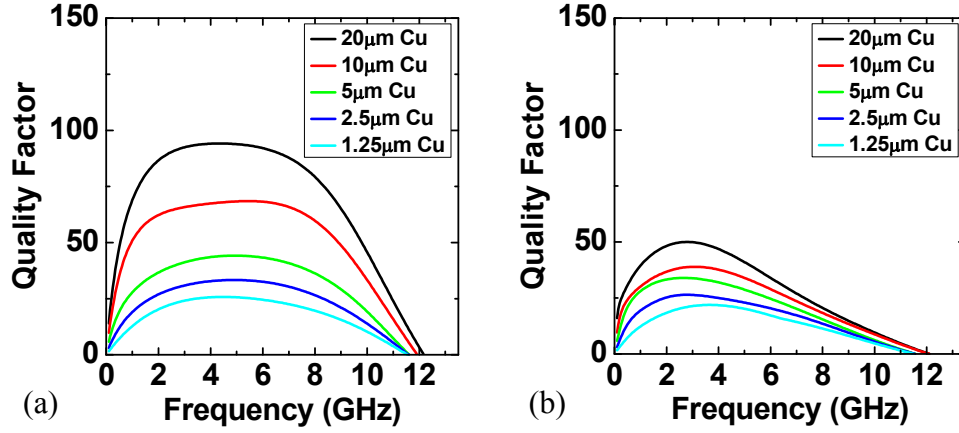 150
100
50
0
Quality Factor
20μm Cu
10μm Cu
5μm Cu
2.5μm Cu
1.25μm Cu
0 2 4 6 8 10 12
Frequency (GHz)
(a)
150
100
50
0
Quality Factor
20μm Cu
10μm Cu
5μm Cu
2.5μm Cu
1.25μm Cu
0 2 4 6 8 10 12
Frequency (GHz)
(b)